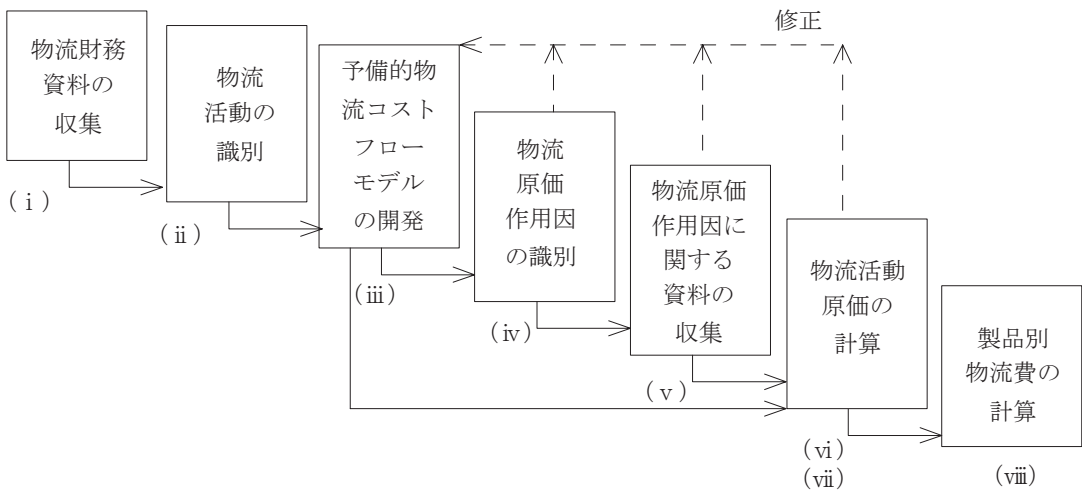 修正
物流財務
資料の
収集
(ⅰ)
物流
活動の
識別
(ⅱ)
予備的物
流コスト
フロー
モデル
の開発
(ⅲ)
物流
原価
作用因
の識別
(ⅳ)
物流原価
作用因に
関する
資料の
収集
(ⅴ)
物流活動
原価の
計算
(ⅵ)
(ⅶ)
製品別
物流費の
計算
(ⅷ)